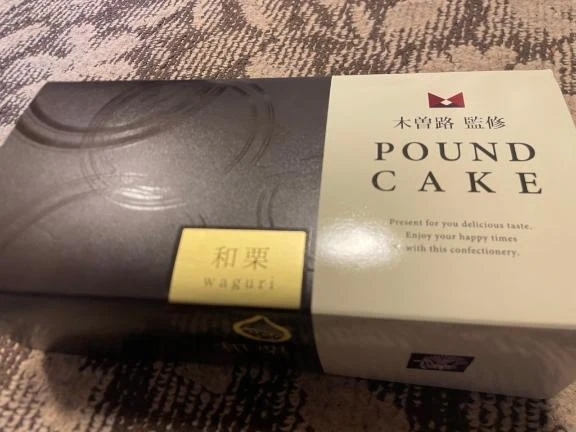 木曽路 監修
POUND
CAKE
Present for you delicious taste.
Enjoy your happy times
with this confectionery.
和栗
waguri